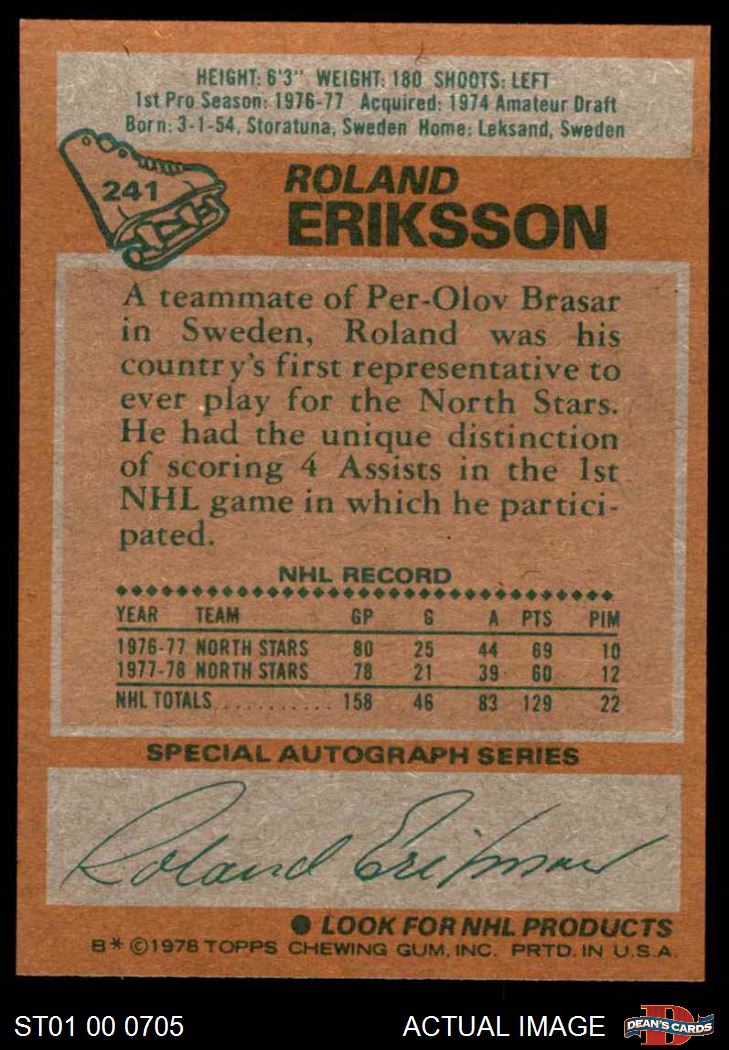 HEIGHT: 6'3" WEIGHT: 180 SHOOTS: LEFT
1st Pro Season: 1976-77 Acquired: 1974 Amateur Draft
Born: 3-1-54, Storatuna, Sweden Home: Leksand, Sweden
241
ROLAND
ERIKSSON
A teammate of Per-Olov Brasar
in Sweden, Roland was his
country's first representative to
ever play for the North Stars.
He had the unique distinction
of scoring 4 Assists in the 1st
NHL game in which he partici-
pated.
NHL RECORD
YEAR TEAM GP G A PTS PIM
1976-77 NORTH STARS 80 25 44 69 10
1977-78 NORTH STARS 78 21 39 60 12
NHL TOTALS .......... 158 46 83 129 22
SPECIAL AUTOGRAPH SERIES
Roland Eriksson
● LOOK FOR NHL PRODUCTS
B* ©1978 TOPPS CHEWING GUM, INC. PRTD. IN U.S.A.
ST01 00 0705 ACTUAL IMAGE DEAN'S CARDS